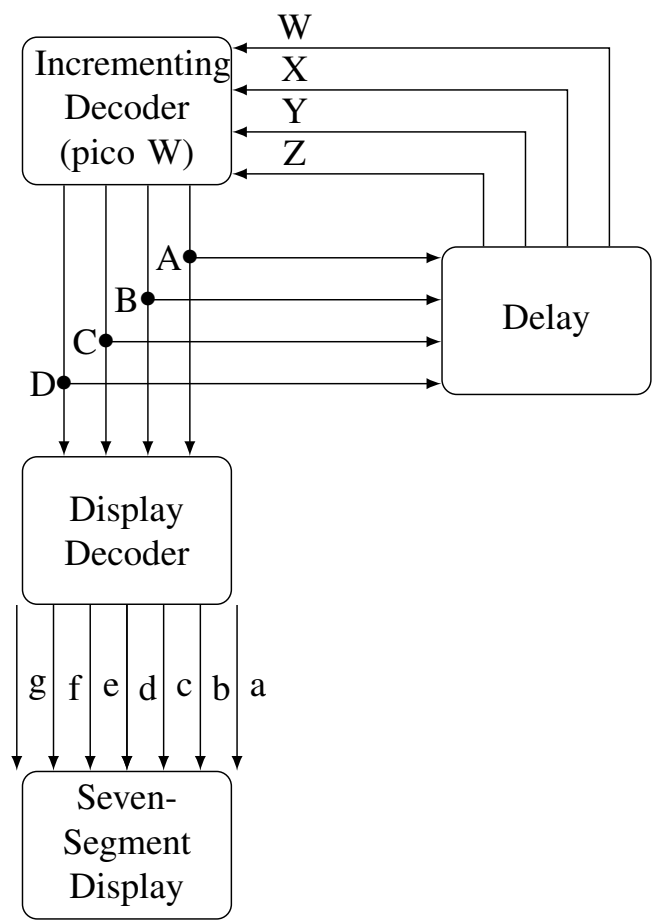 W
Incrementing
Decoder
(pico W)
X
Y
Z
A
B
C
D
Delay
Display
Decoder
g f e d c b a
Seven-
Segment
Display